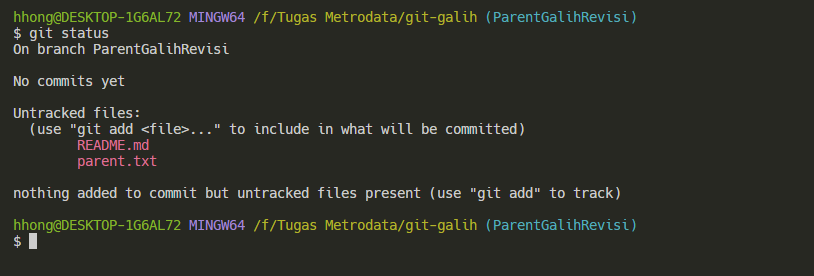 hhong@DESKTOP-1G6AL72 MINGW64 /f/Tugas Metrodata/git-galih (ParentGalihRevisi)
$ git status
On branch ParentGalihRevisi
No commits yet
Untracked files:
(use "git add <file>..." to include in what will be committed)
README.md
parent.txt
nothing added to commit but untracked files present (use "git add" to track)
hhong@DESKTOP-1G6AL72 MINGW64 /f/Tugas Metrodata/git-galih (ParentGalihRevisi)
$